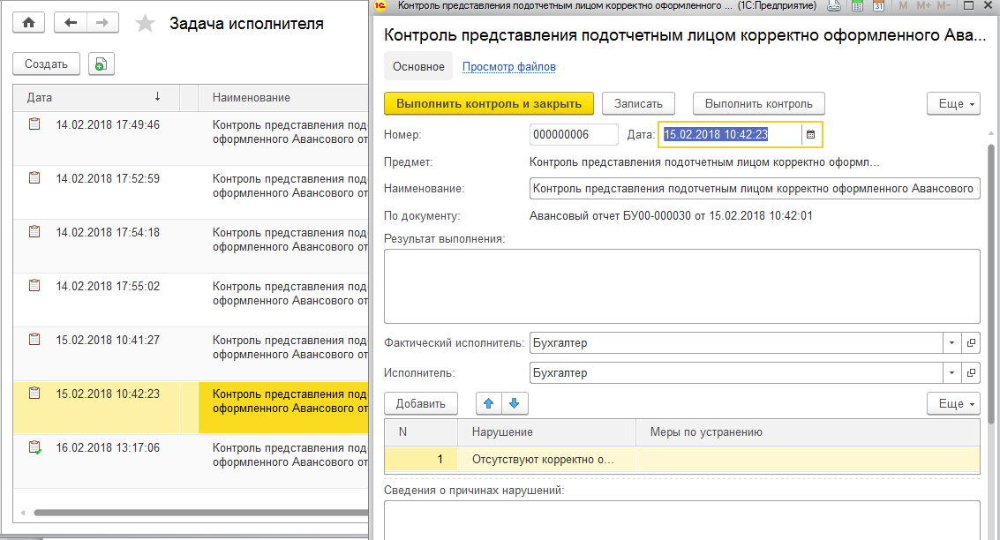 Задача исполнителя
Создать
Дата ↓ Наименование
14.02.2018 17:49:46 Контроль представления под
оформленного Авансового от
14.02.2018 17:52:59 Контроль представления под
оформленного Авансового от
14.02.2018 17:54:18 Контроль представления под
оформленного Авансового от
14.02.2018 17:55:02 Контроль представления под
оформленного Авансового от
15.02.2018 10:41:27 Контроль представления под
оформленного Авансового от
15.02.2018 10:42:23 Контроль представления под
оформленного Авансового от
16.02.2018 13:17:06 Контроль представления под
оформленного Авансового от
1С Контроль представления подотчетным лицом корректно оформленного ... (1С:Предприятие) 31 M M+ M-
Контроль представления подотчетным лицом корректно оформленного Ава...
Основное Просмотр файлов
Выполнить контроль и закрыть Записать Выполнить контроль Еще
Номер: 000000006 Дата: 15.02.2018 10:42:23
Предмет: Контроль представления подотчетным лицом корректно оформл...
Наименование: Контроль представления подотчетным лицом корректно оформленного Авансового
По документу: Авансовый отчет БУ00-000030 от 15.02.2018 10:42:01
Результат выполнения:
Фактический исполнитель: Бухгалтер
Исполнитель: Бухгалтер
Добавить Еще
N Нарушение Меры по устранению
1 Отсутствуют корректно о...
Сведения о причинах нарушений: